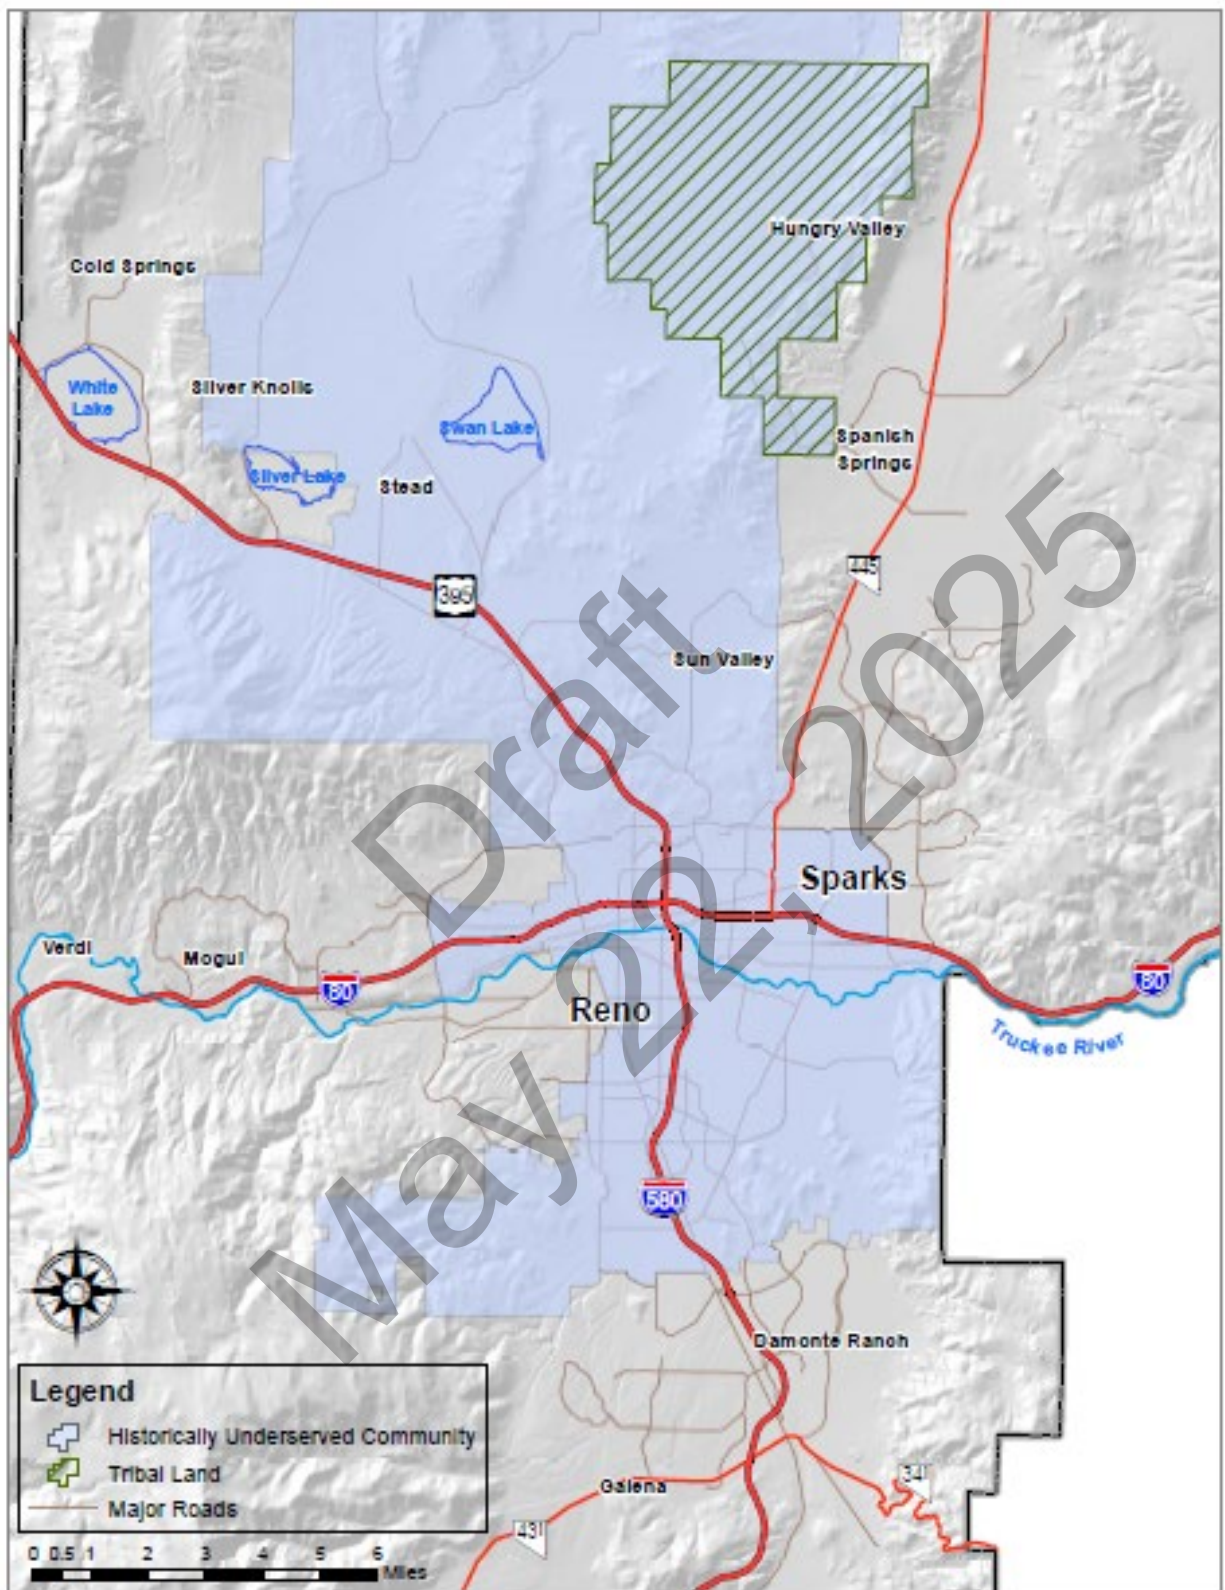 Hungry Valley
Cold Springs
White
Lake
Silver Knolls
Swan Lake
Silver Lake
Stead
Spanish
Springs
445
395
Sun Valley
Draft
May 22, 2025
Sparks
Verdi
Mogul
80
80
Reno
Truckee River
580
Damonte Ranch
Legend
Historically Underserved Community
Tribal Land
Major Roads
Galena
341
431
0 0.5 1 2 3 4 5 6
Miles